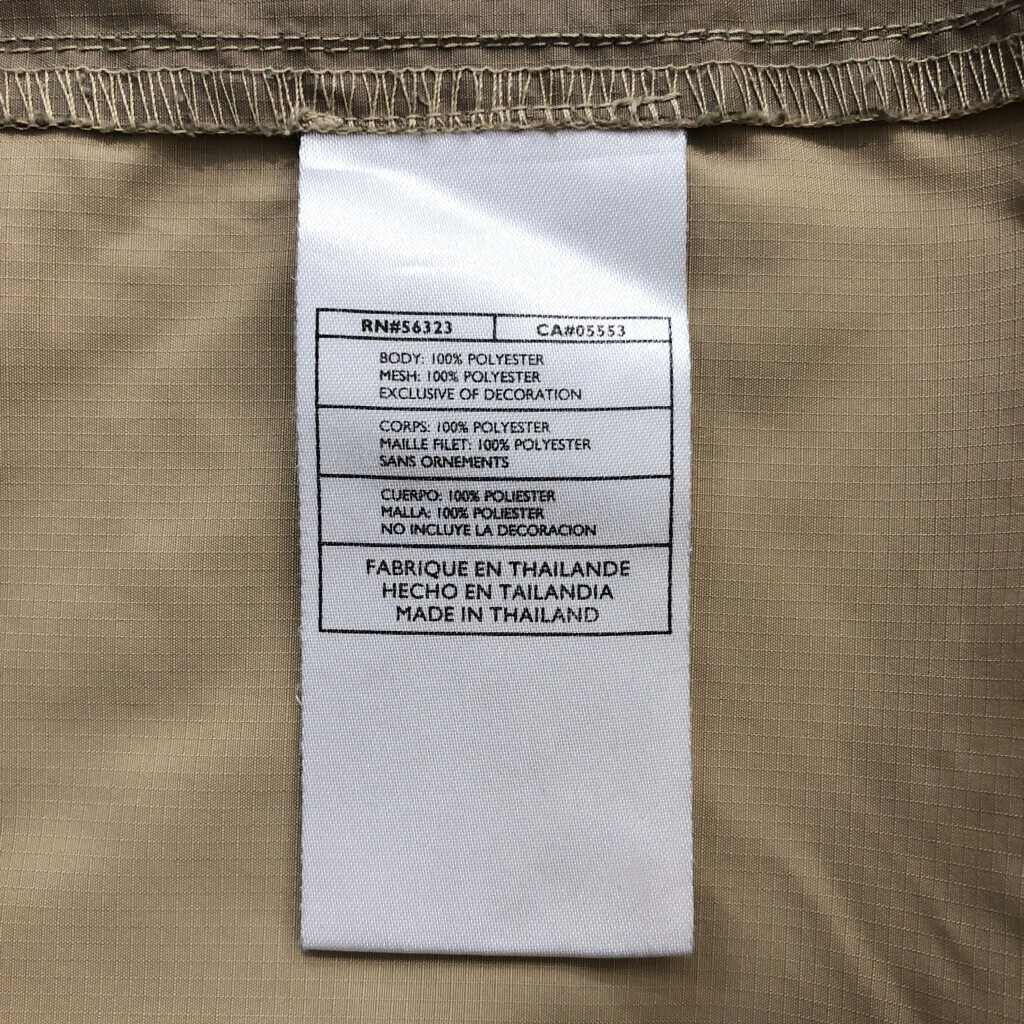 RN#56323 CA#05553
BODY: 100% POLYESTER
MESH: 100% POLYESTER
EXCLUSIVE OF DECORATION
CORPS: 100% POLYESTER
MAILLE FILET: 100% POLYESTER
SANS ORNEMENTS
CUERPO: 100% POLIESTER
MALLA: 100% POLIESTER
NO INCLUYE LA DECORACION
FABRIQUE EN THAILANDE
HECHO EN TAILANDIA
MADE IN THAILAND